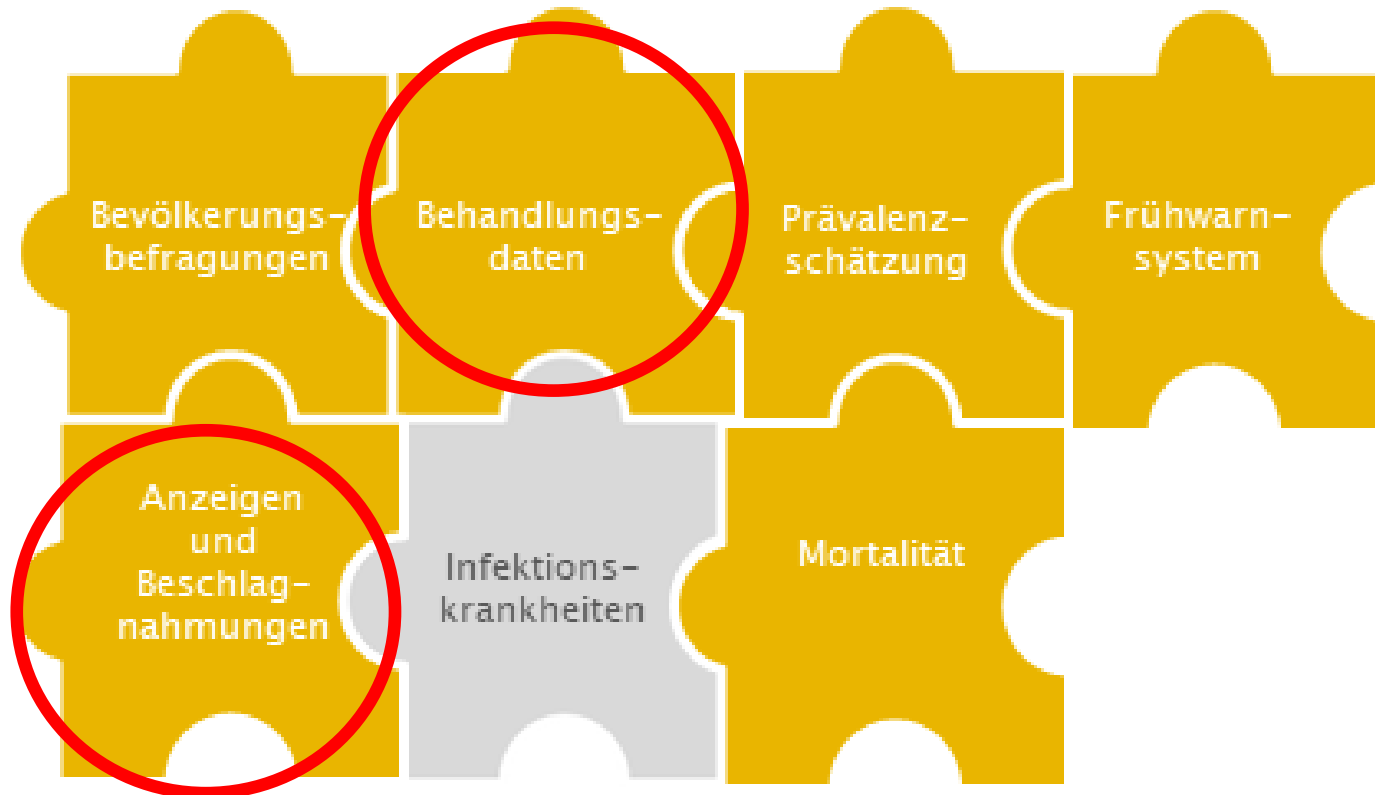 Bevölkerungs-
befragungen
Behandlungs-
daten
Prävalenz-
schätzung
Frühwarn-
system
Anzeigen
und
Beschlag-
nahmungen
Infektions-
krankheiten
Mortalität